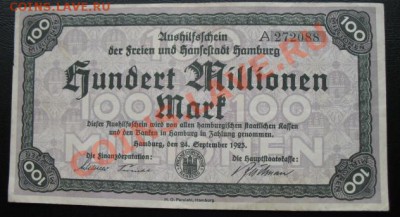 COINS.LAVE.RU
100 Aushilfsschein 100
der Freien und Hansestadt Hamburg
A 272088
Hundert Millionen
Mark
Dieser Aushilfsschein wird von allen hamburgischen staatlichen Kassen
und den Banken in Hamburg in Zahlung genommen.
Hamburg, den 24. September 1923.
Die Finanzdeputation: Die Hauptstaatskasse:
100 100